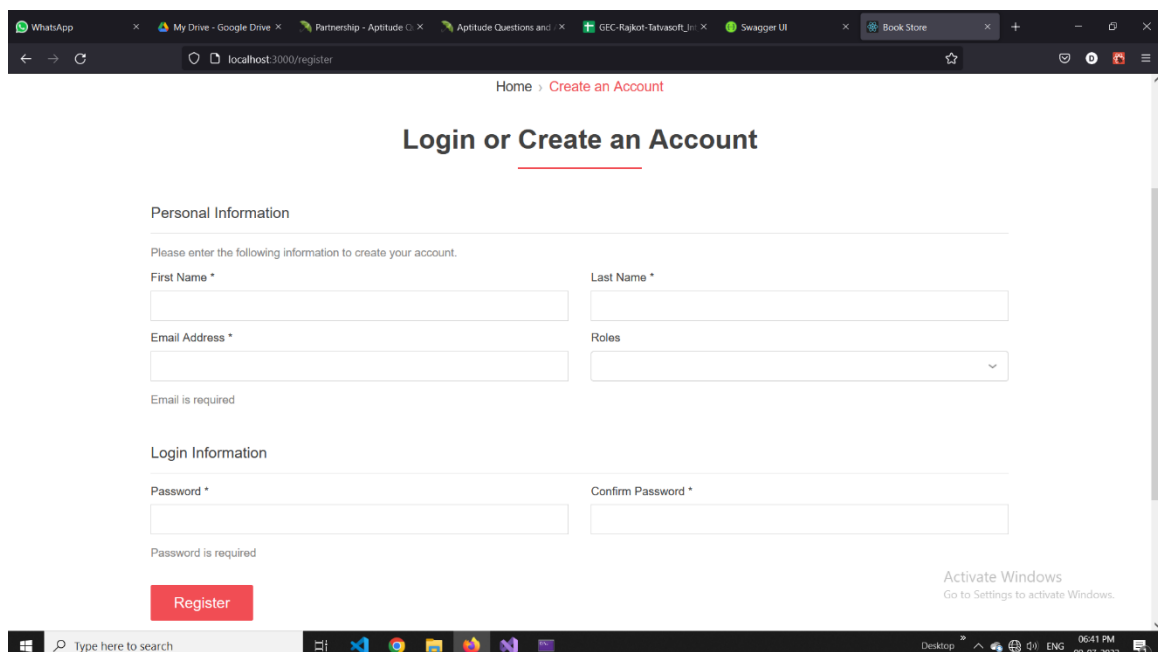 WhatsApp
My Drive - Google Drive
Partnership - Aptitude
Aptitude Questions and
GEC-Rajkot-Tatvasoft_In
Swagger UI
Book Store
localhost:3000/register
D
Home › Create an Account
Login or Create an Account
Personal Information
Please enter the following information to create your account.
First Name * Last Name *
Email Address * Roles
Email is required
Login Information
Password * Confirm Password *
Password is required
Activate Windows
Register
Go to Settings to activate Windows.
Type here to search
Desktop
ENG
06:41 PM